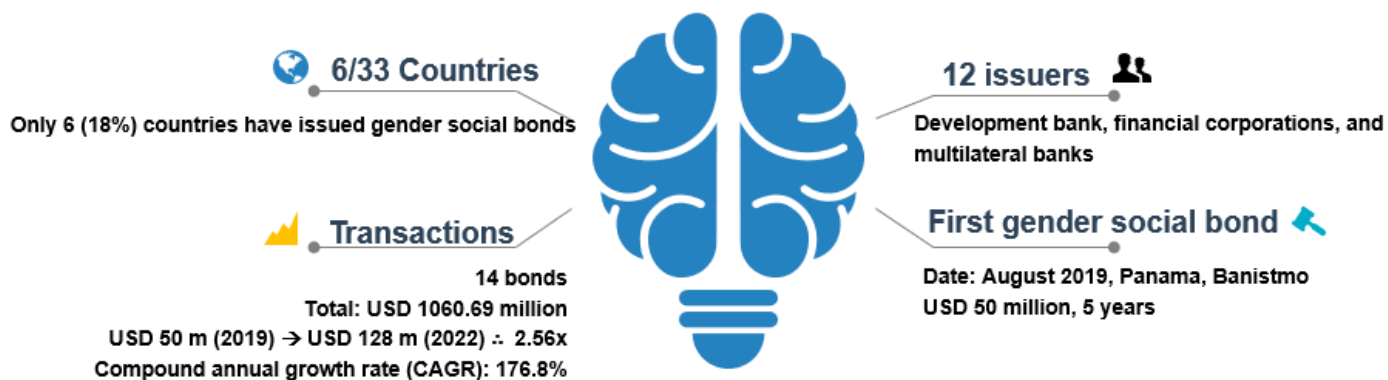 6/33 Countries
Only 6 (18%) countries have issued gender social bonds
12 issuers
Development bank, financial corporations, and
multilateral banks
Transactions
14 bonds
Total: USD 1060.69 million
USD 50 m (2019) → USD 128 m (2022) ∴ 2.56x
Compound annual growth rate (CAGR): 176.8%
First gender social bond
Date: August 2019, Panama, Banistmo
USD 50 million, 5 years